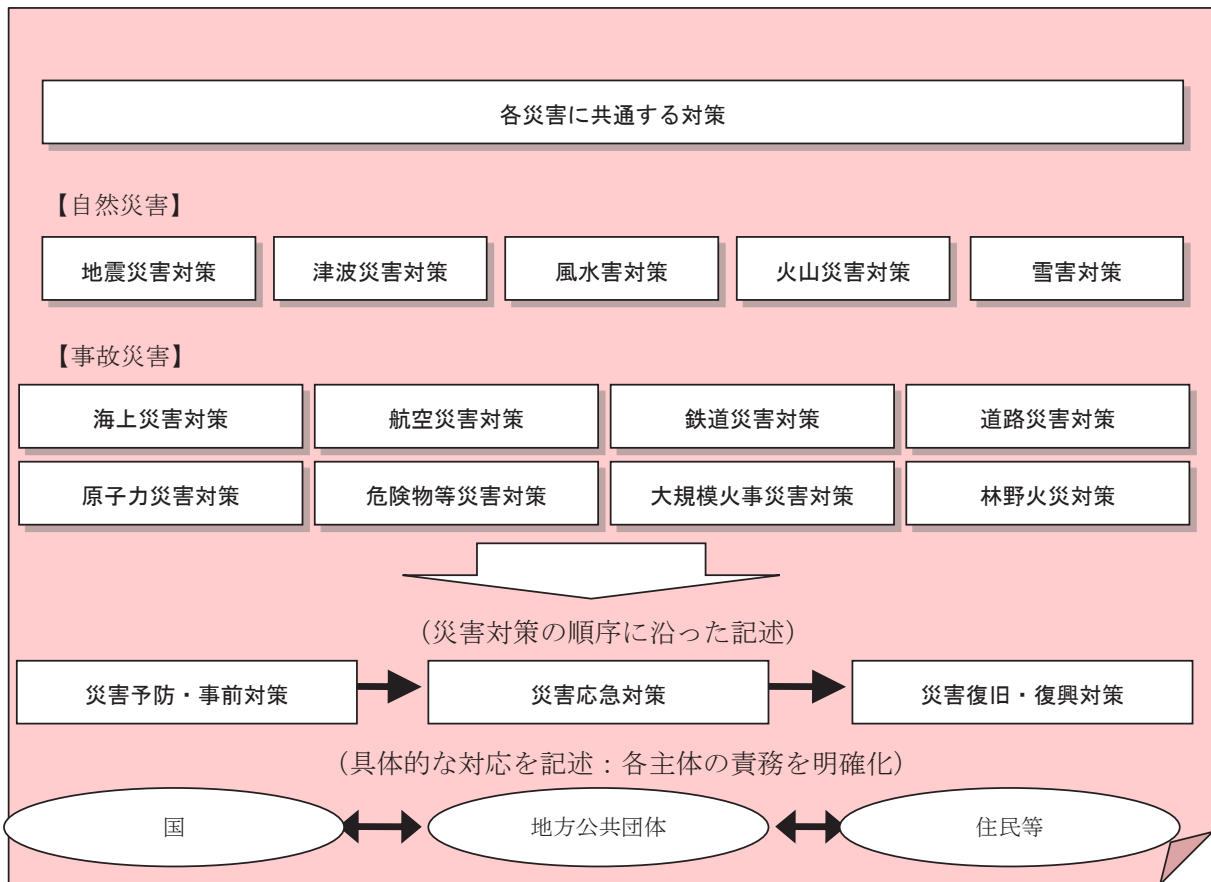 各災害に共通する対策
【自然災害】
地震災害対策
津波災害対策
風水害対策
火山災害対策
雪害対策
【事故災害】
海上災害対策
航空災害対策
鉄道災害対策
道路災害対策
原子力災害対策
危険物等災害対策
大規模火事災害対策
林野火災対策
(災害対策の順序に沿った記述)
災害予防・事前対策
災害応急対策
災害復旧・復興対策
(具体的な対応を記述：各主体の責務を明確化)
国
地方公共団体
住民等